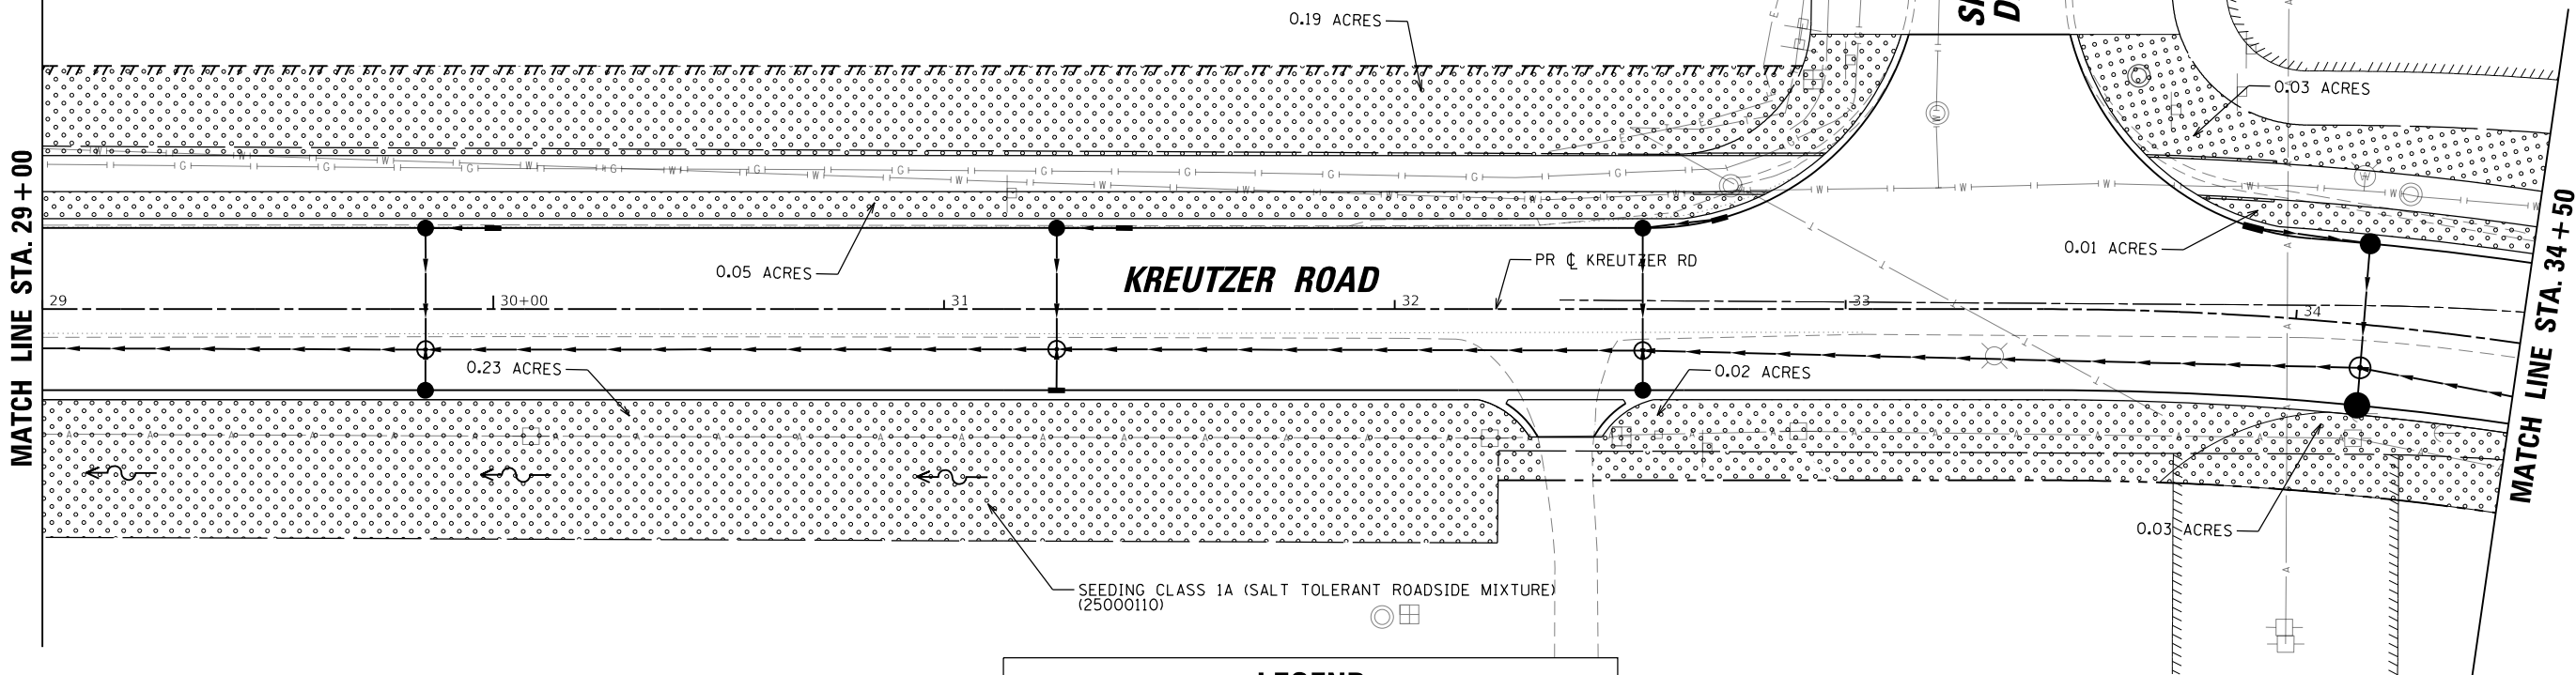 0.19 ACRES
0.03 ACRES
MATCH LINE STA. 29+00
0.05 ACRES
0.01 ACRES
MATCH LINE STA. 34+50
KREUTZER ROAD
PR ℄ KREUTZER RD
29
30+00
31
32
33
34
0.23 ACRES
0.02 ACRES
0.03 ACRES
SEEDING CLASS 1A (SALT TOLERANT ROADSIDE MIXTURE)
(25000110)
LEGEND